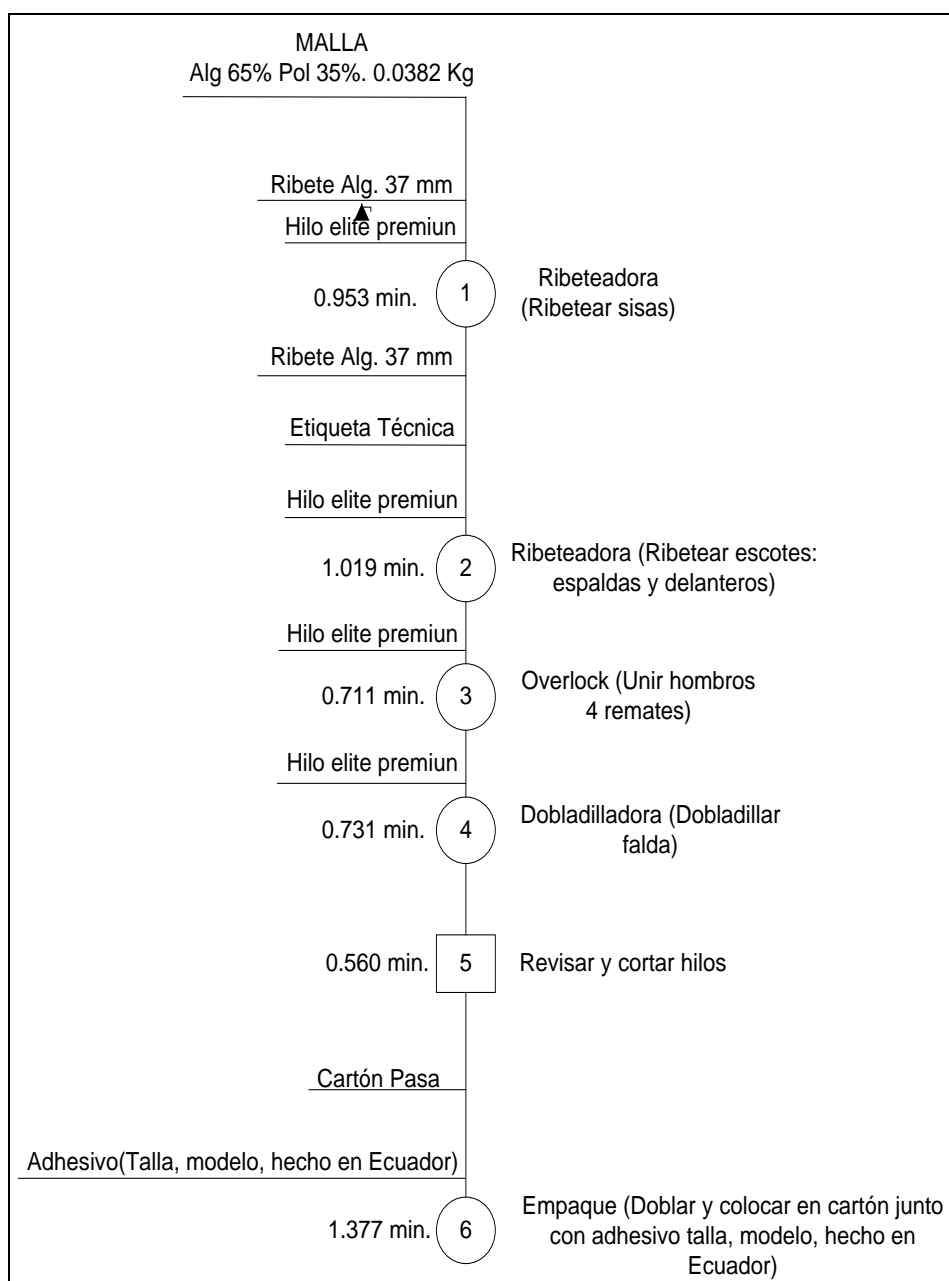 MALLA
Alg 65% Pol 35%. 0.0382 Kg
Ribete Alg. 37 mm
Hilo elite premiun
0.953 min.
1
Ribeteadora
(Ribetear sisas)
Ribete Alg. 37 mm
Etiqueta Técnica
Hilo elite premiun
1.019 min.
2
Ribeteadora (Ribetear escotes:
espaldas y delanteros)
Hilo elite premiun
0.711 min.
3
Overlock (Unir hombros
4 remates)
Hilo elite premiun
0.731 min.
4
Dobladilladora (Dobladillar
falda)
0.560 min.
5
Revisar y cortar hilos
Cartón Pasa
Adhesivo(Talla, modelo, hecho en Ecuador)
1.377 min.
6
Empaque (Doblar y colocar en cartón junto
con adhesivo talla, modelo, hecho en
Ecuador)